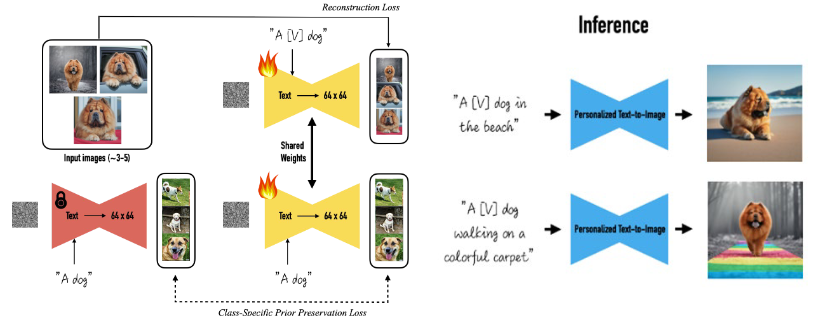 Reconstruction Loss
"A [V] dog"
Text
64 x 64
Input images (~3-5)
Shared
Weights
Text
64 x 64
Text
64 x 64
"A dog"
"A dog"
Class-Specific Prior Preservation Loss
Inference
"A [V] dog in
the beach"
Personalized Text-to-Image
"A [V] dog
walking on a
colorful carpet"
Personalized Text-to-Image